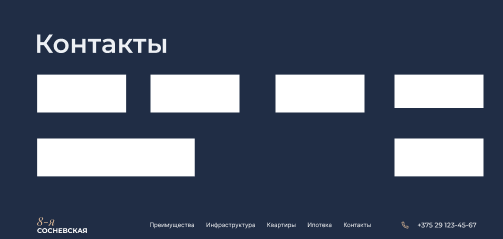 Контакты
8-я
СОСНЕВСКАЯ
Преимущества Инфраструктура Квартиры Ипотека Контакты
+375 29 123-45-67